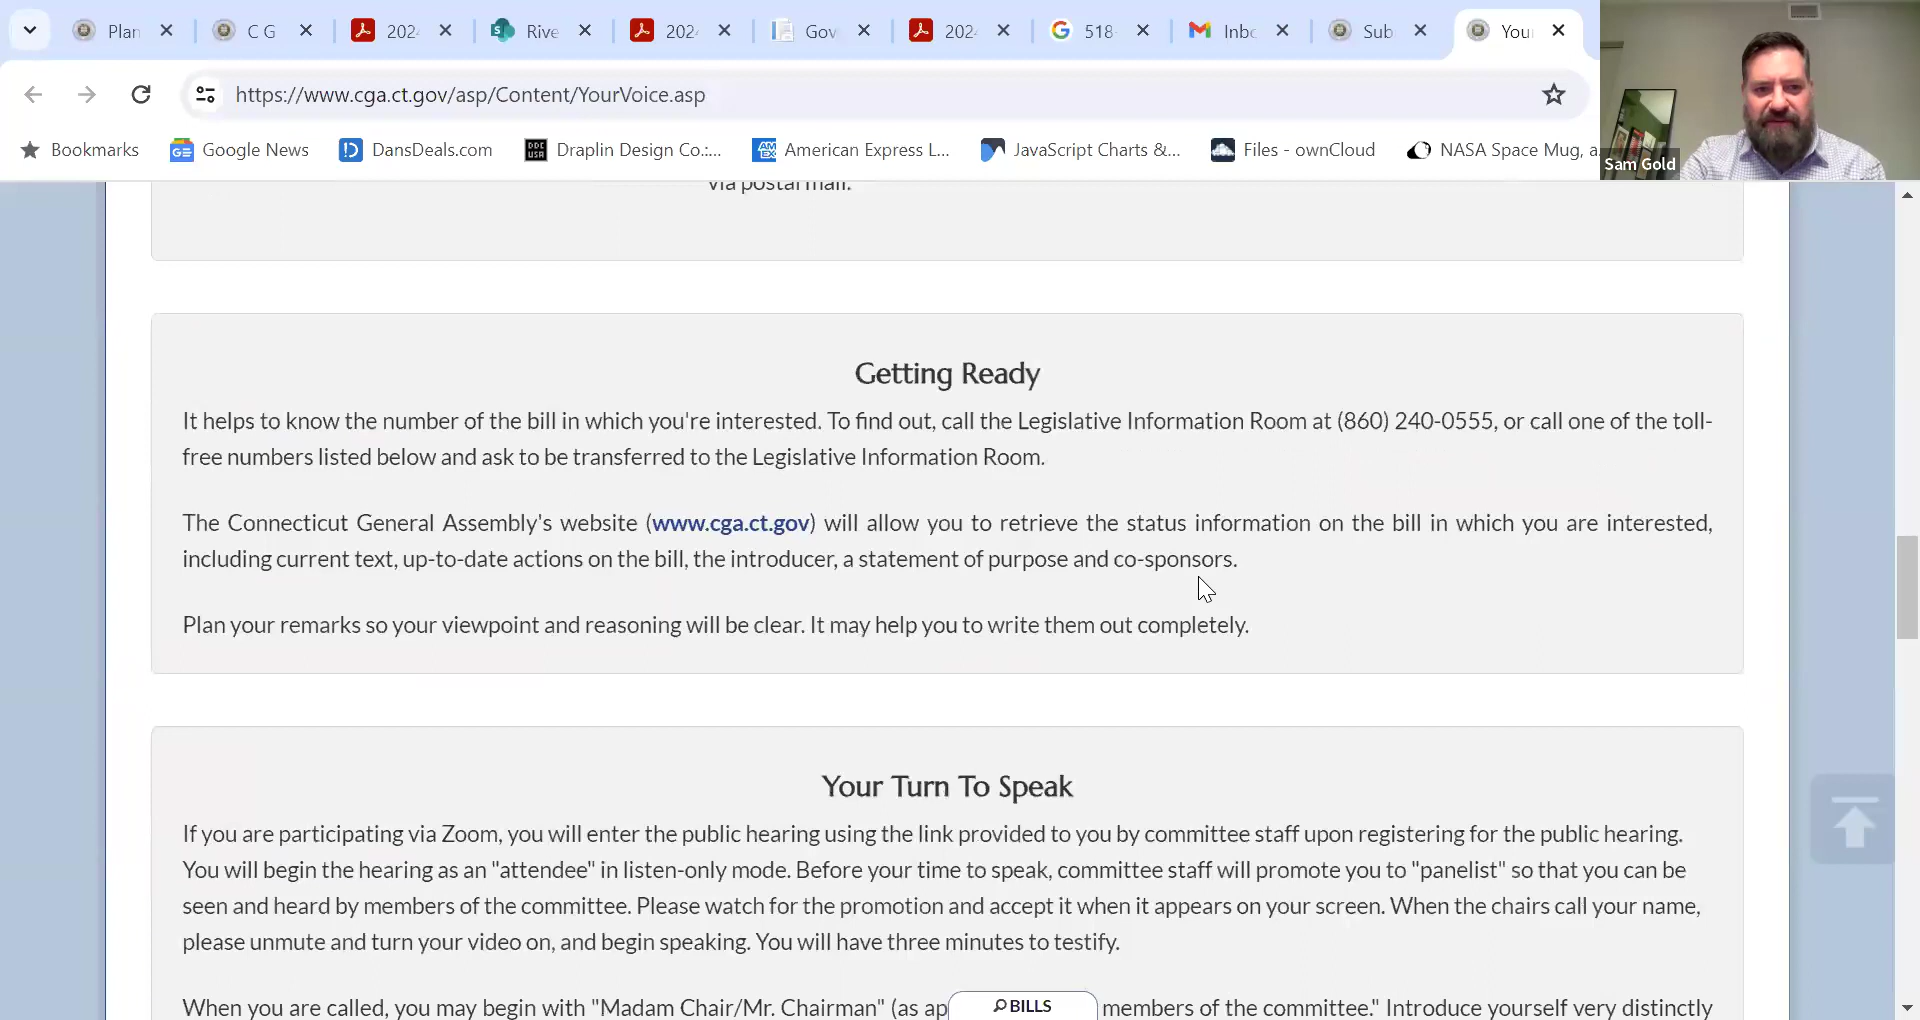 Plan
C G
202
Rive
202
Gov
202
518
Inbc
Sub
You
https://www.cga.ct.gov/asp/Content/YourVoice.asp
Bookmarks
Google News
DansDeals.com
DDC
USA
Draplin Design Co.:...
AM
EX
American Express L...
JavaScript Charts &...
Files - ownCloud
NASA Space Mug, a
Sam Gold
via postal mail.
Getting Ready
It helps to know the number of the bill in which you're interested. To find out, call the Legislative Information Room at (860) 240-0555, or call one of the toll-
free numbers listed below and ask to be transferred to the Legislative Information Room.
The Connecticut General Assembly's website (www.cga.ct.gov) will allow you to retrieve the status information on the bill in which you are interested,
including current text, up-to-date actions on the bill, the introducer, a statement of purpose and co-sponsors.
Plan your remarks so your viewpoint and reasoning will be clear. It may help you to write them out completely.
Your Turn To Speak
If you are participating via Zoom, you will enter the public hearing using the link provided to you by committee staff upon registering for the public hearing.
You will begin the hearing as an "attendee" in listen-only mode. Before your time to speak, committee staff will promote you to "panelist" so that you can be
seen and heard by members of the committee. Please watch for the promotion and accept it when it appears on your screen. When the chairs call your name,
please unmute and turn your video on, and begin speaking. You will have three minutes to testify.
When you are called, you may begin with "Madam Chair/Mr. Chairman" (as ap BILLS members of the committee." Introduce yourself very distinctly